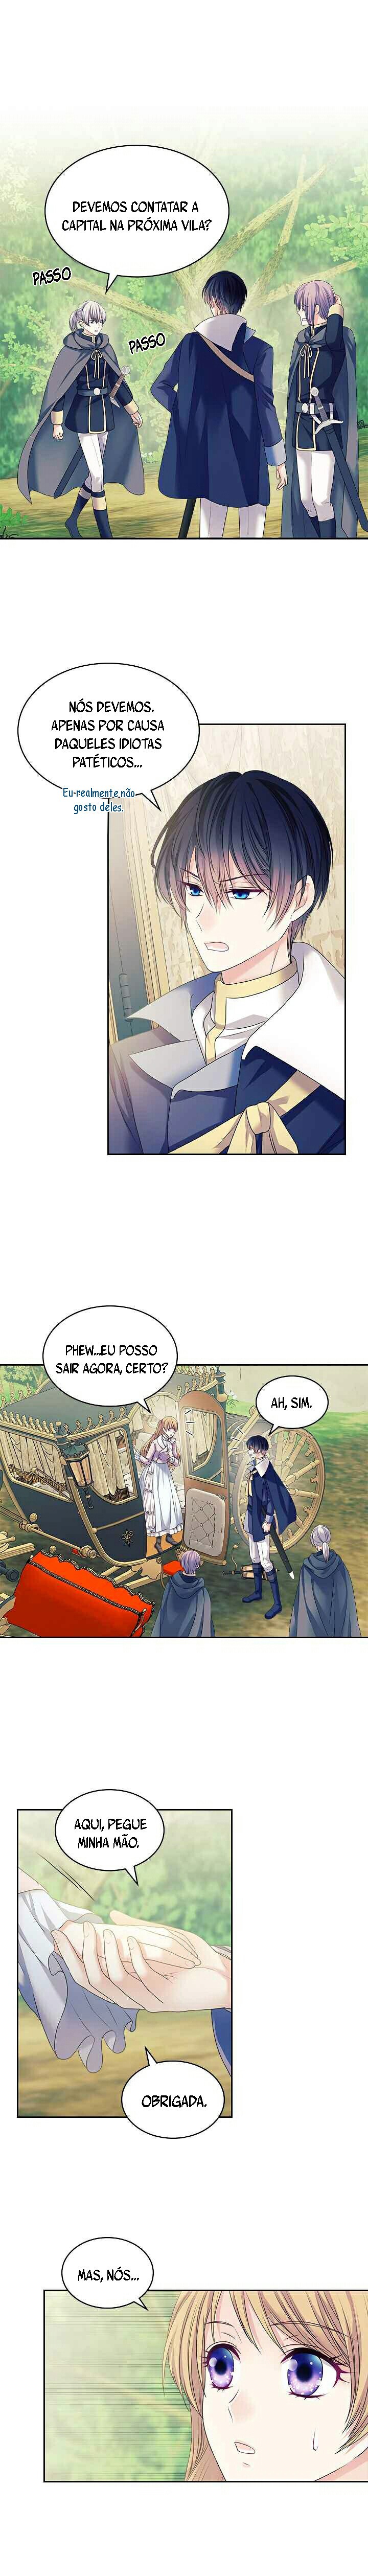 DEVEMOS CONTATAR A
CAPITAL NA PRÓXIMA VILA?
PASSO
PASSO
NÓS DEVEMOS,
APENAS POR CAUSA
DAQUELES IDIOTAS
PATÉTICOS...
Eu-realmente não
gosto deles.
PHEW...EU POSSO
SAIR AGORA, CERTO?
AH, SIM.
AQUI, PEGUE
MINHA MÃO.
OBRIGADA.
MAS, NÓS...